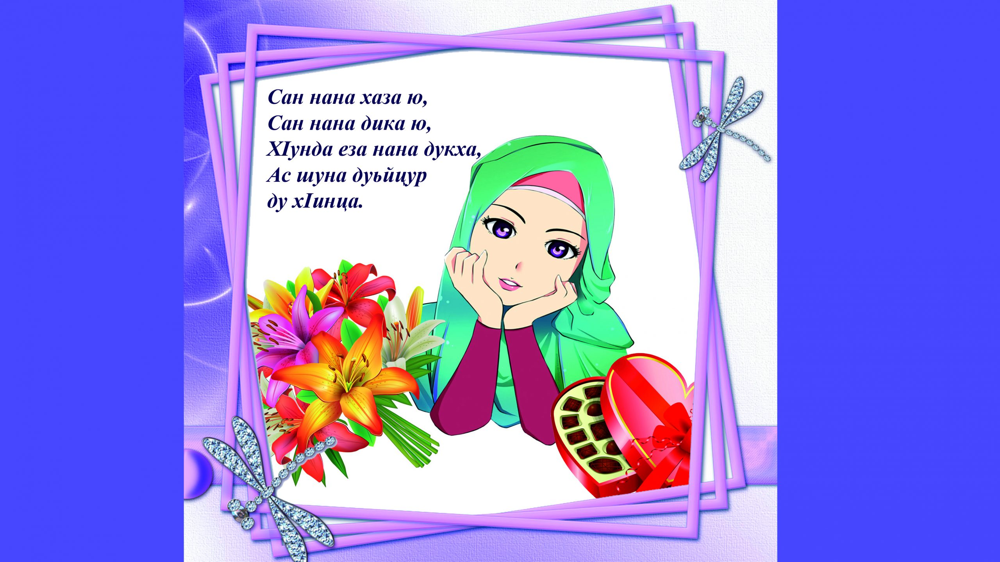 Сан нана хаза ю,
Сан нана дика ю,
ХIунда еза нана дукха,
Ас шуна дуьйцур
ду хIинца.